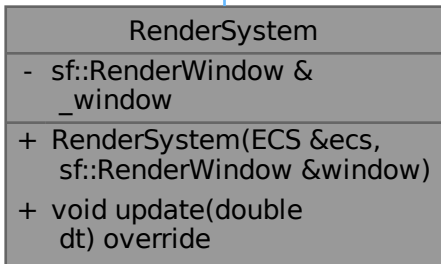 RenderSystem
- sf::RenderWindow &
_window
+ RenderSystem(ECS &ecs,
sf::RenderWindow &window)
+ void update(double
dt) override